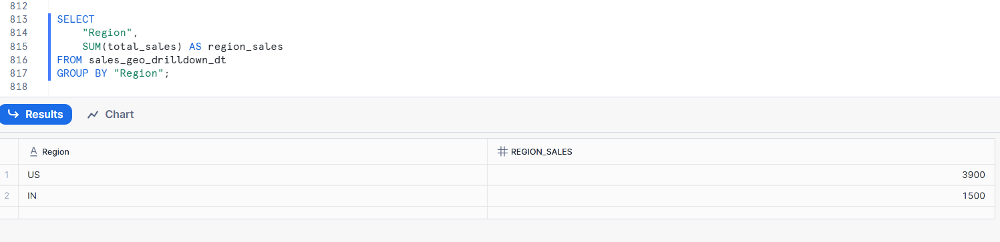 812
813 SELECT
814 "Region",
815 SUM(total_sales) AS region_sales
816 FROM sales_geo_drilldown_dt
817 GROUP BY "Region";
818
Results Chart
Region REGION_SALES
1 US 3900
2 IN 1500